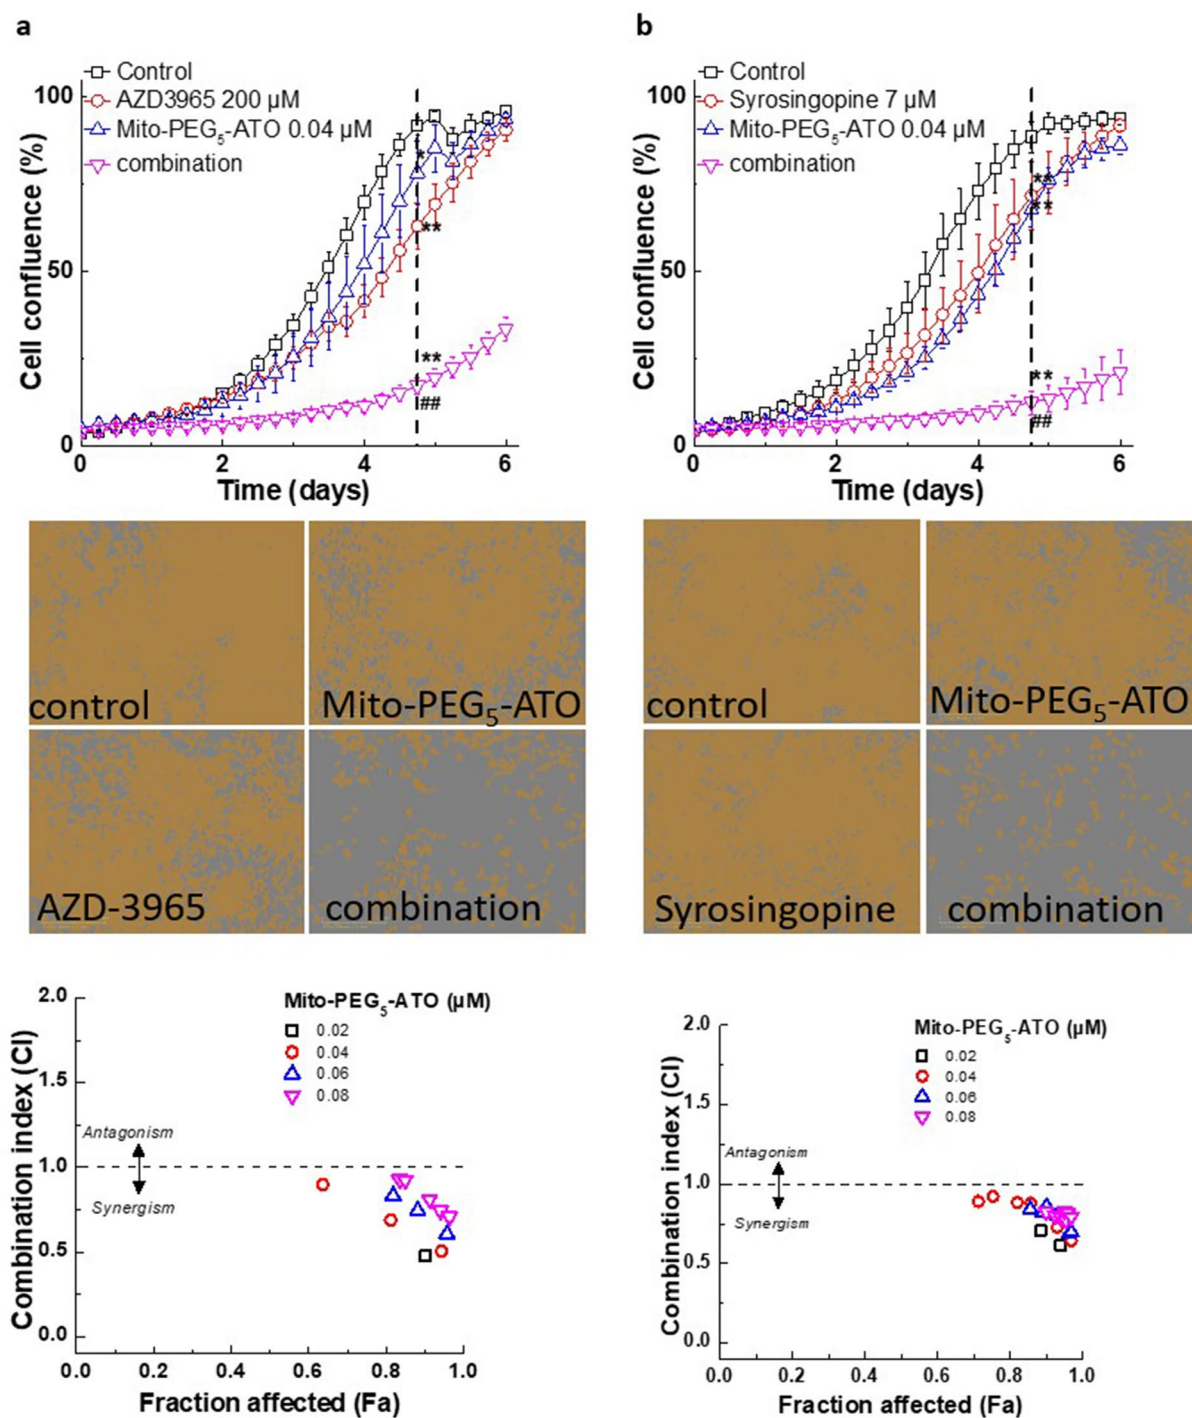 a
Control
AZD3965 200 µM
Mito-PEG5-ATO 0.04 µM
combination
100
50
0
Cell confluence (%)
*
**
**
##
0 2 4 6
Time (days)
b
Control
Syrosingopine 7 µM
Mito-PEG5-ATO 0.04 µM
combination
100
50
0
Cell confluence (%)
**
**
**
##
0 2 4 6
Time (days)
control
Mito-PEG5-ATO
AZD-3965
combination
control
Mito-PEG5-ATO
Syrosingopine
combination
2.0
1.5
1.0
0.5
0.0
Combination index (CI)
Mito-PEG5-ATO (µM)
0.02
0.04
0.06
0.08
Antagonism
Synergism
0.0 0.2 0.4 0.6 0.8 1.0
Fraction affected (Fa)
2.0
1.5
1.0
0.5
0.0
Combination index (CI)
Mito-PEG5-ATO (µM)
0.02
0.04
0.06
0.08
Antagonism
Synergism
0.0 0.2 0.4 0.6 0.8 1.0
Fraction affected (Fa)